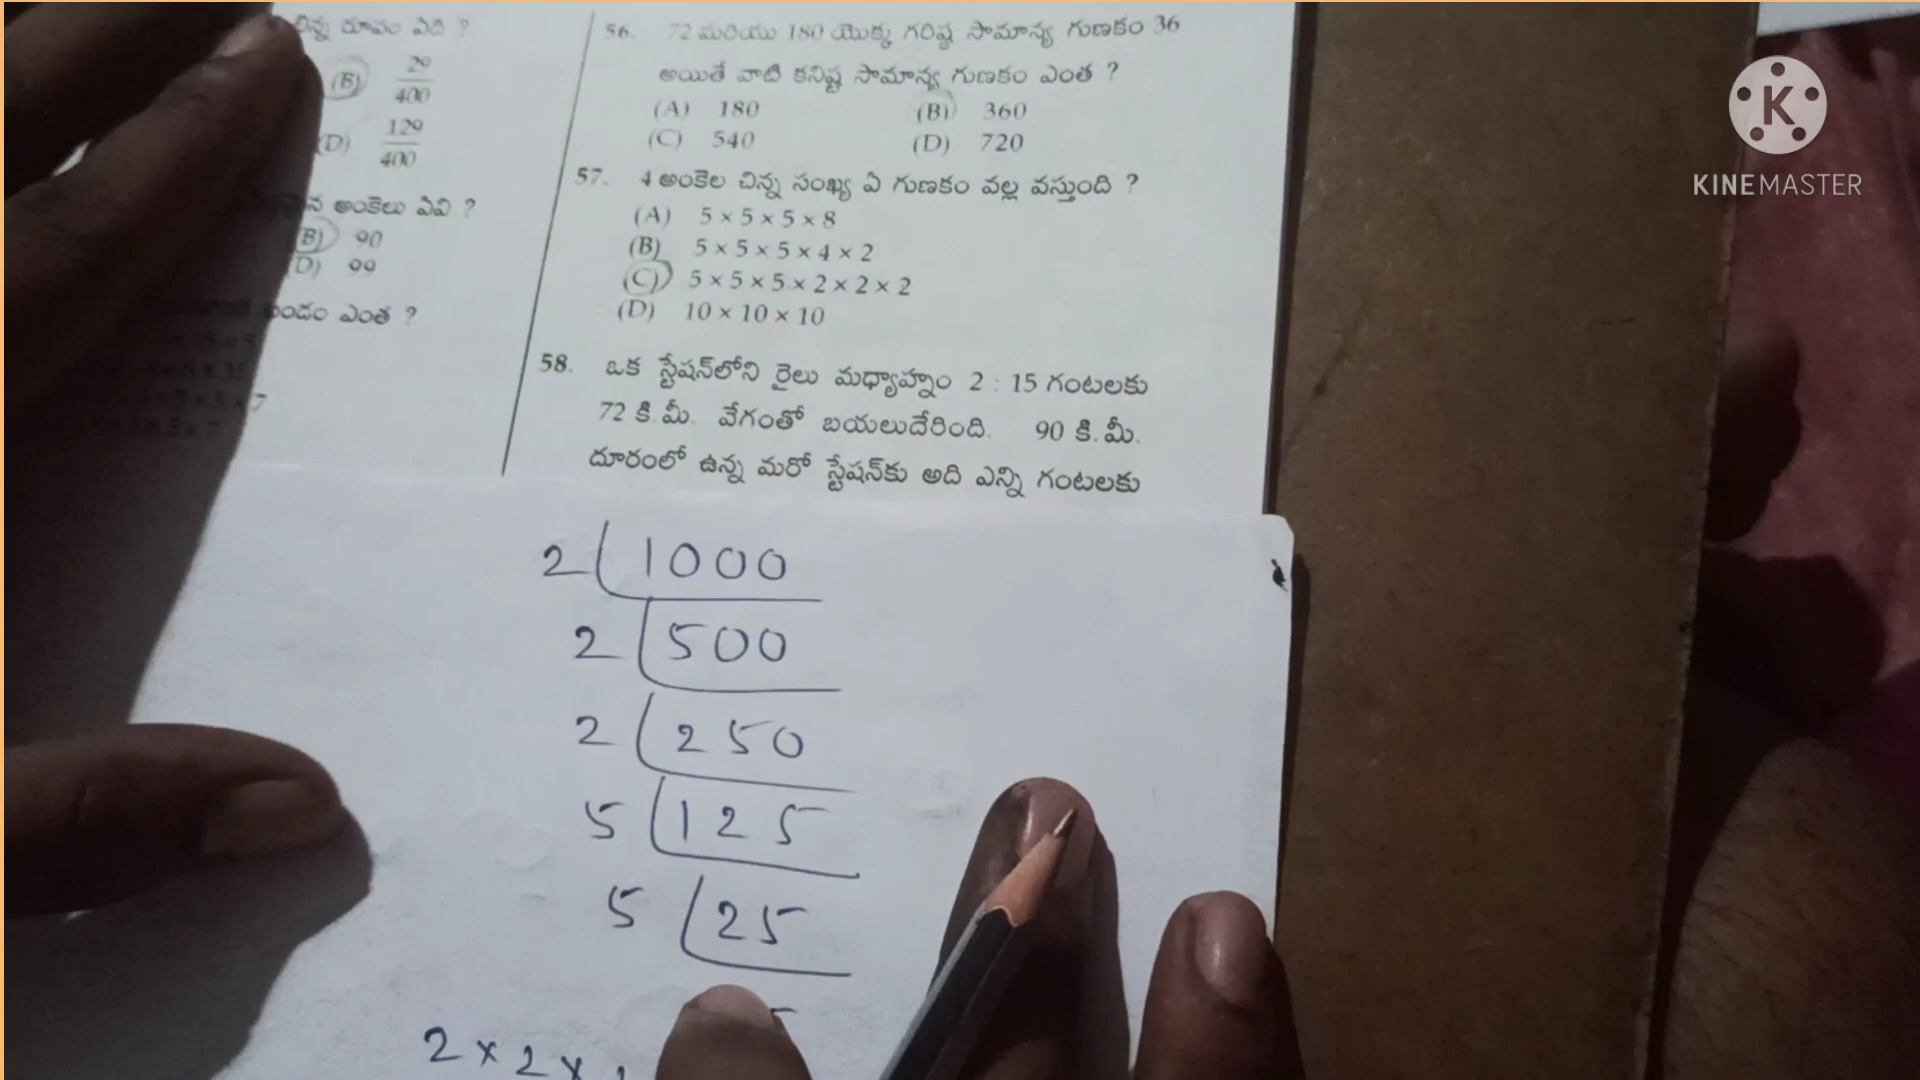 చిన్న రూపం ఏది ?
(B) 29/400
(D) 129/400
అంకెలు ఏవి ?
(B) 90
(D) 99
ఎంత ?
56. 72 మరియు 180 యొక్క గరిష్ఠ సామాన్య గుణకం 36
అయితే వాటి కనిష్ట సామాన్య గుణకం ఎంత ?
(A) 180 (B) 360
(C) 540 (D) 720
57. 4 అంకెల చిన్న సంఖ్య ఏ గుణకం వల్ల వస్తుంది ?
(A) 5 × 5 × 5 × 8
(B) 5 × 5 × 5 × 4 × 2
(C) 5 × 5 × 5 × 2 × 2 × 2
(D) 10 × 10 × 10
58. ఒక స్టేషన్‌లోని రైలు మధ్యాహ్నం 2 : 15 గంటలకు
72 కి.మీ. వేగంతో బయలుదేరింది. 90 కి.మీ.
దూరంలో ఉన్న మరో స్టేషన్‌కు అది ఎన్ని గంటలకు
2 1000
2 500
2 250
5 125
5 25
2 × 2 ×
K
KINEMASTER